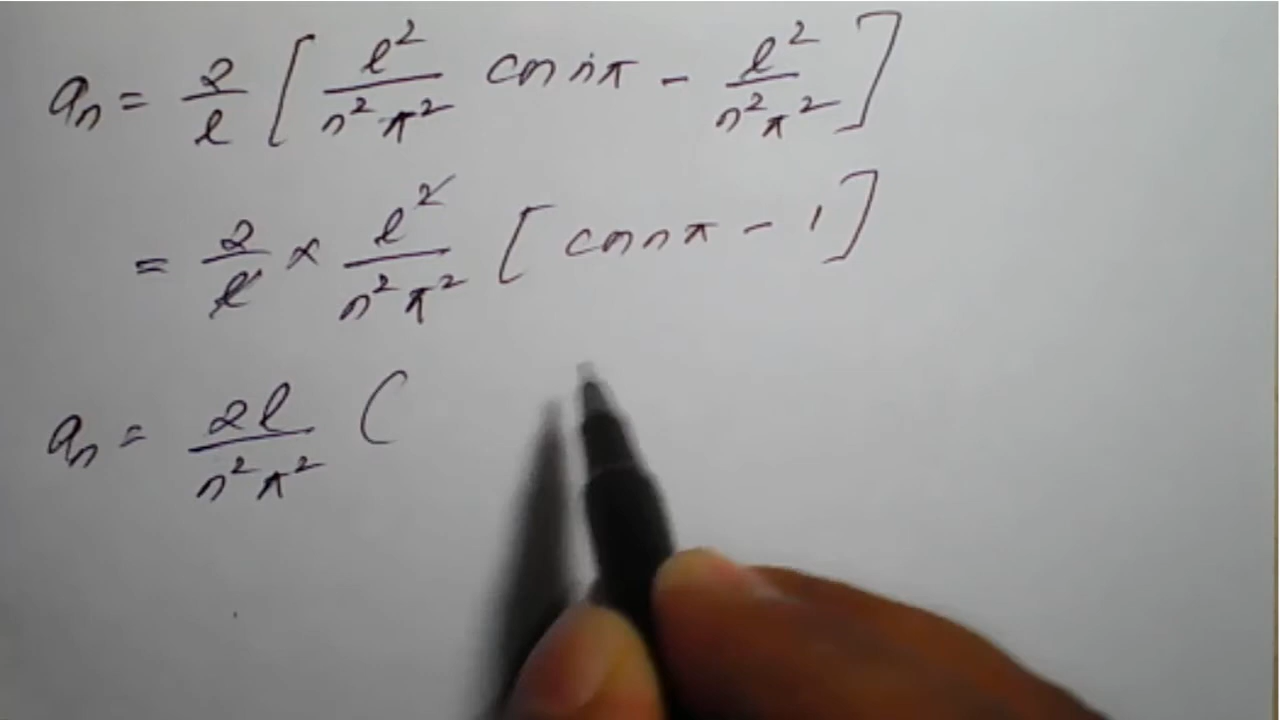 aₙ = 2/l [ l²/n²π² cos nπ - l²/n²π² ]
= 2/l × l²/n²π² [ cos nπ - 1 ]
aₙ = 2l/n²π² (